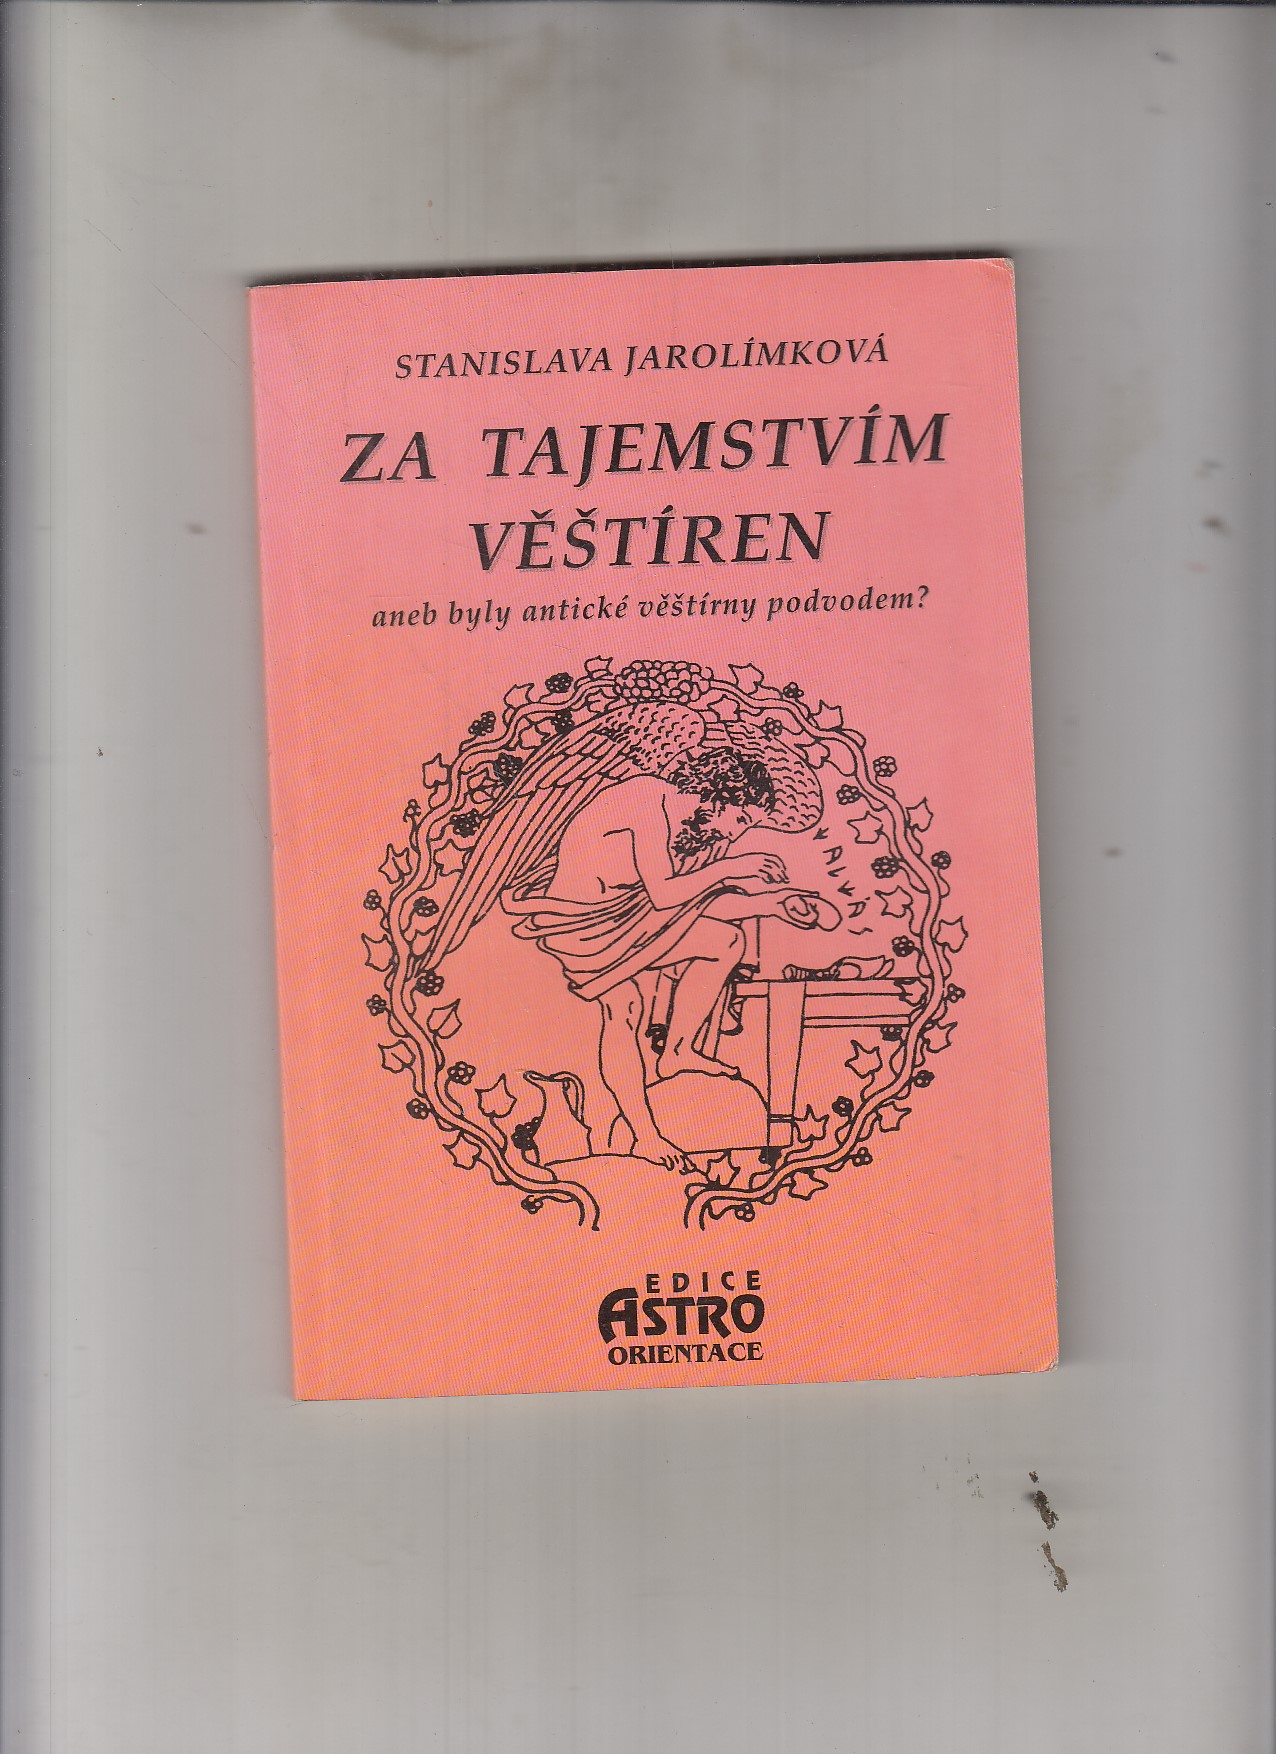 STANISLAVA JAROLÍMKOVÁ
ZA TAJEMSTVÍM
VĚŠTÍREN
aneb byly antické věštírny podvodem?
EDICE
ASTRO
ORIENTACE